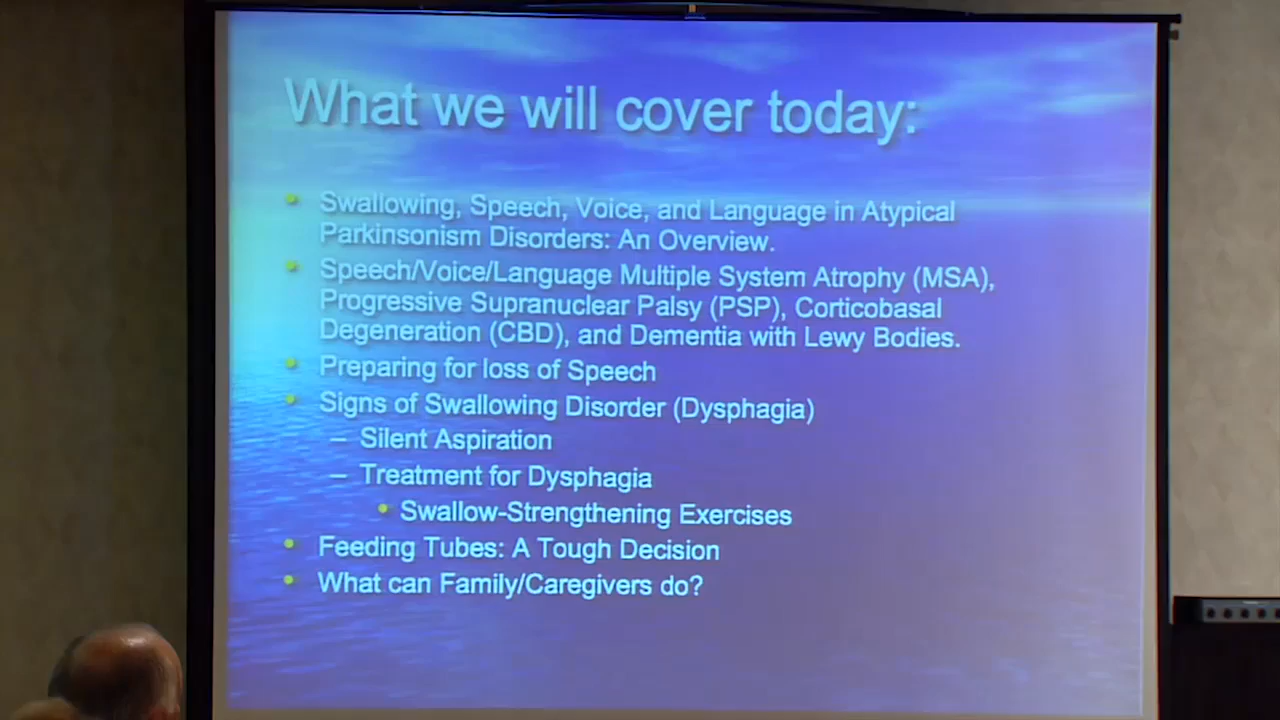 What we will cover today:
• Swallowing, Speech, Voice, and Language in Atypical
Parkinsonism Disorders: An Overview.
• Speech/Voice/Language Multiple System Atrophy (MSA),
Progressive Supranuclear Palsy (PSP), Corticobasal
Degeneration (CBD), and Dementia with Lewy Bodies.
• Preparing for loss of Speech
• Signs of Swallowing Disorder (Dysphagia)
– Silent Aspiration
– Treatment for Dysphagia
• Swallow-Strengthening Exercises
• Feeding Tubes: A Tough Decision
• What can Family/Caregivers do?